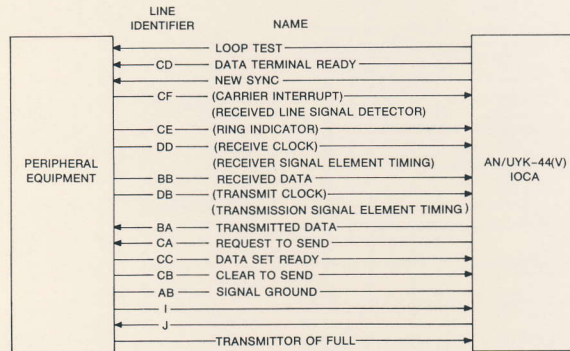 LINE IDENTIFIER NAME
LOOP TEST
CD DATA TERMINAL READY
NEW SYNC
CF (CARRIER INTERRUPT)
(RECEIVED LINE SIGNAL DETECTOR)
CE (RING INDICATOR)
DD (RECEIVE CLOCK)
(RECEIVER SIGNAL ELEMENT TIMING)
PERIPHERAL EQUIPMENT
AN/UYK-44(V) IOCA
BB RECEIVED DATA
DB (TRANSMIT CLOCK)
(TRANSMISSION SIGNAL ELEMENT TIMING)
BA TRANSMITTED DATA
CA REQUEST TO SEND
CC DATA SET READY
CB CLEAR TO SEND
AB SIGNAL GROUND
I
J
TRANSMITTOR OF FULL